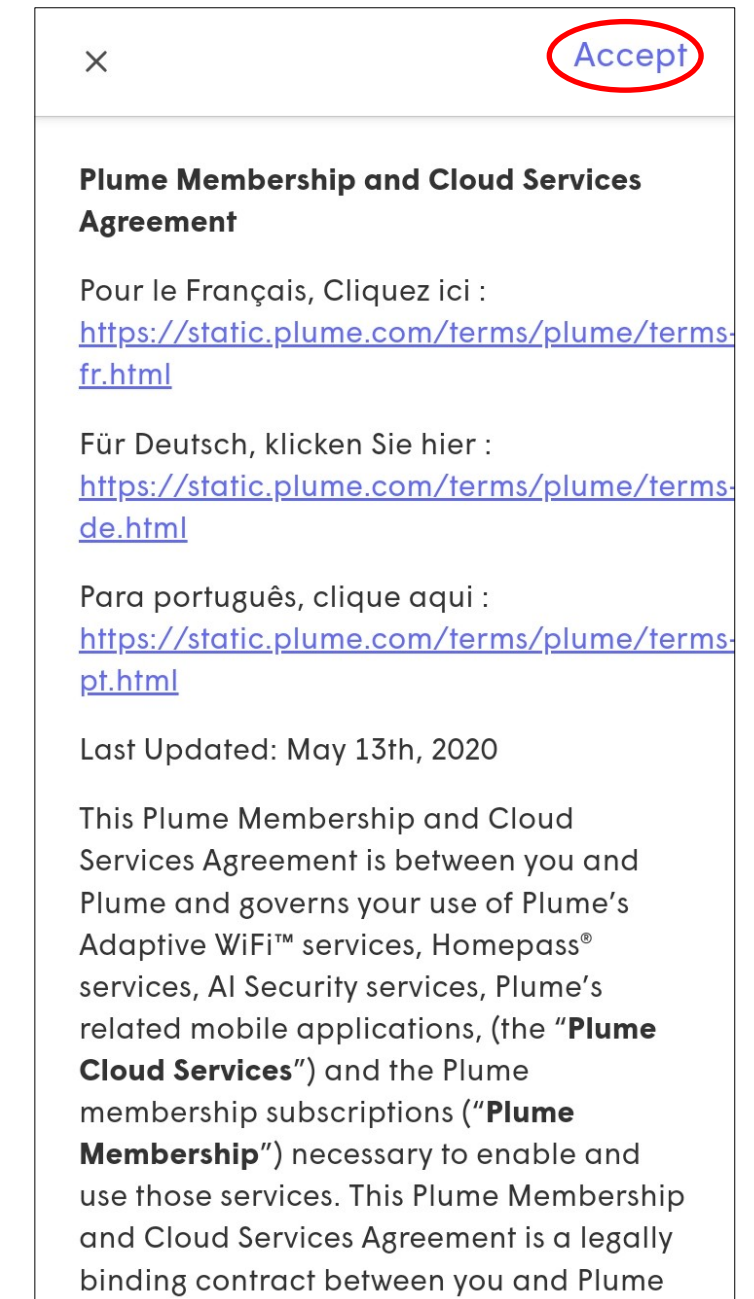 Accept
Plume Membership and Cloud Services
Agreement
Pour le Français, Cliquez ici :
https://static.plume.com/terms/plume/terms-
fr.html
Für Deutsch, klicken Sie hier :
https://static.plume.com/terms/plume/terms-
de.html
Para português, clique aqui :
https://static.plume.com/terms/plume/terms-
pt.html
Last Updated: May 13th, 2020
This Plume Membership and Cloud
Services Agreement is between you and
Plume and governs your use of Plume’s
Adaptive WiFi™ services, Homepass®
services, AI Security services, Plume’s
related mobile applications, (the “Plume
Cloud Services”) and the Plume
membership subscriptions (“Plume
Membership”) necessary to enable and
use those services. This Plume Membership
and Cloud Services Agreement is a legally
binding contract between you and Plume